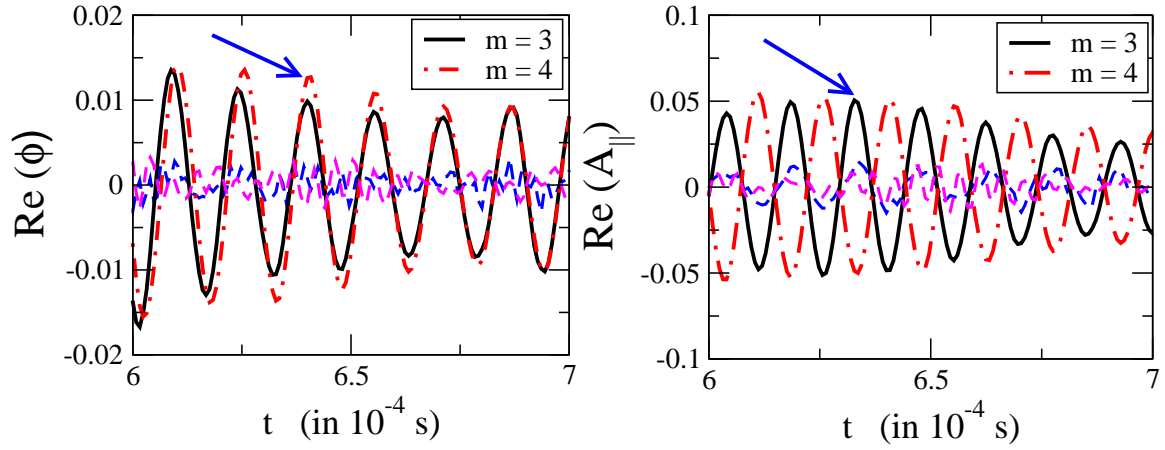 0.02
0.01
0
-0.01
-0.02
Re (ϕ)
m = 3
m = 4
6
6.5
7
t (in 10⁻⁴ s)
0.1
0.05
0
-0.05
-0.1
Re (A∥)
m = 3
m = 4
6
6.5
7
t (in 10⁻⁴ s)